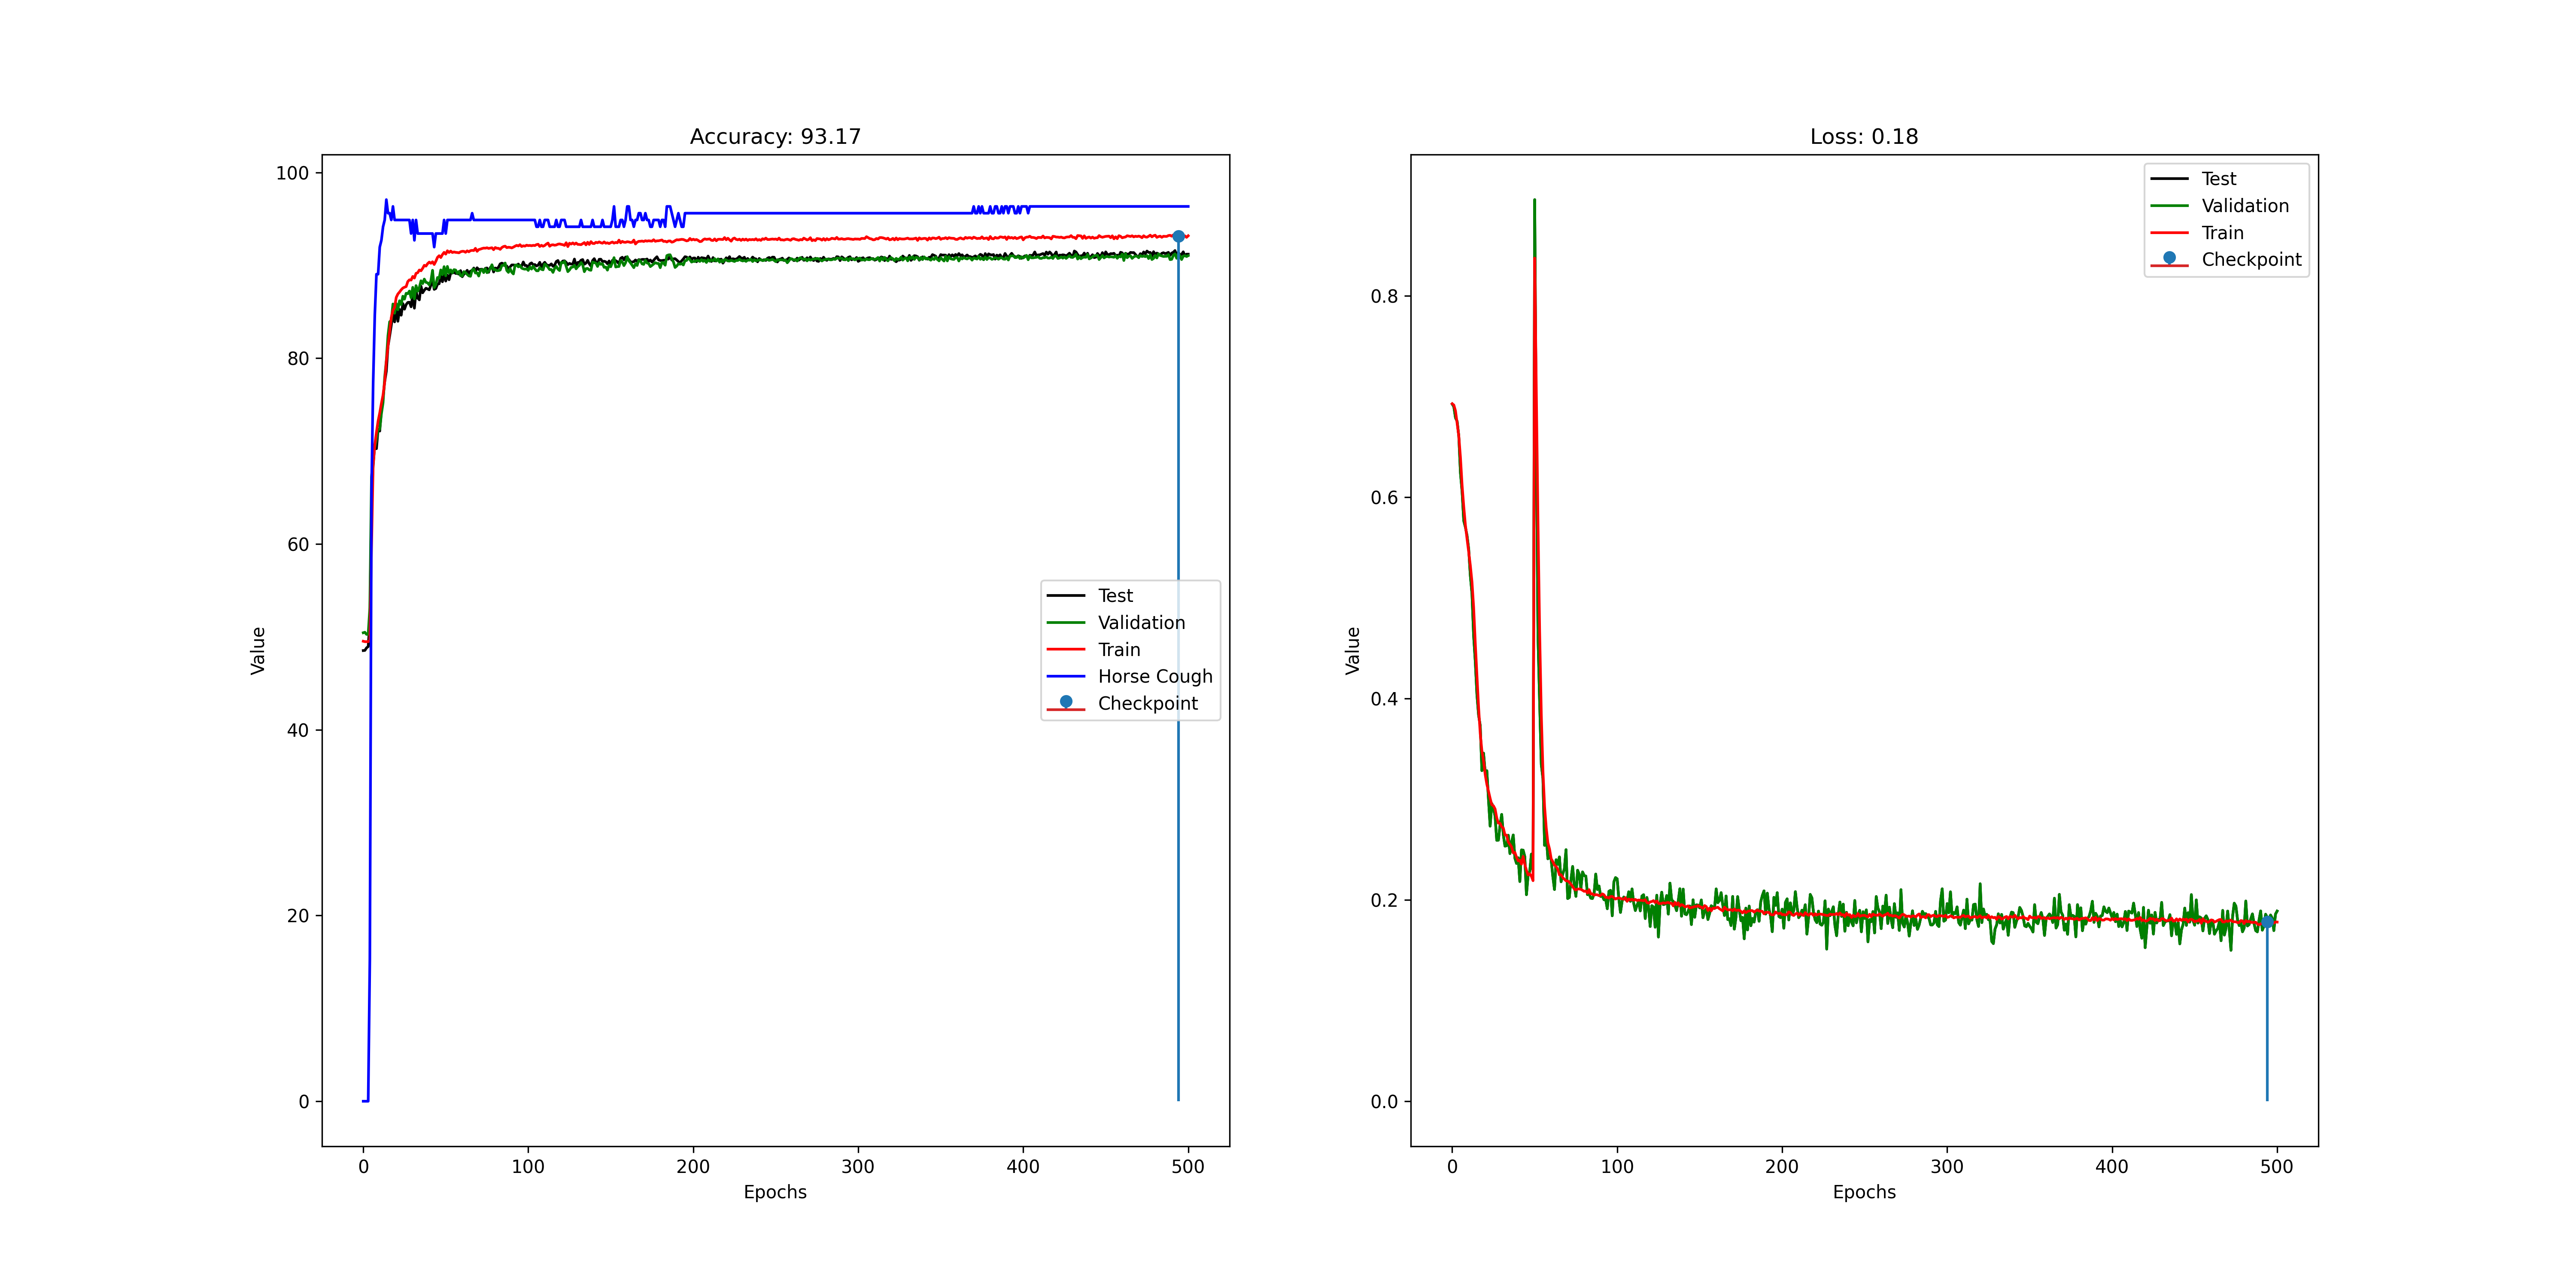 Accuracy: 93.17
Value
100
80
60
40
20
0
Test
Validation
Train
Horse Cough
Checkpoint
0 100 200 300 400 500
Epochs
Loss: 0.18
Value
0.8
0.6
0.4
0.2
0.0
Test
Validation
Train
Checkpoint
0 100 200 300 400 500
Epochs